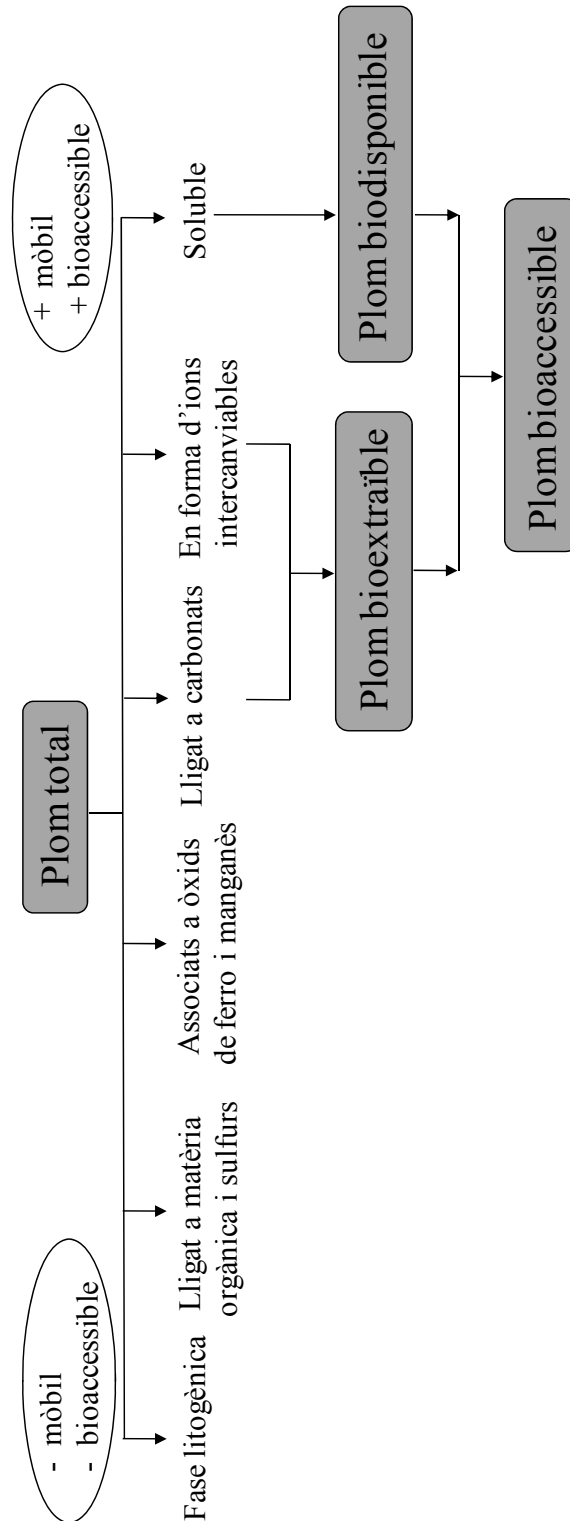 - mòbil
- bioaccessible
Plom total
+ mòbil
+ bioaccessible
Fase litogènica
Lligat a matèria
orgànica i sulfurs
Associats a òxids
de ferro i manganès
Lligat a carbonats
En forma d’ions
intercanviables
Soluble
Plom bioextraïble
Plom biodisponible
Plom bioaccessible